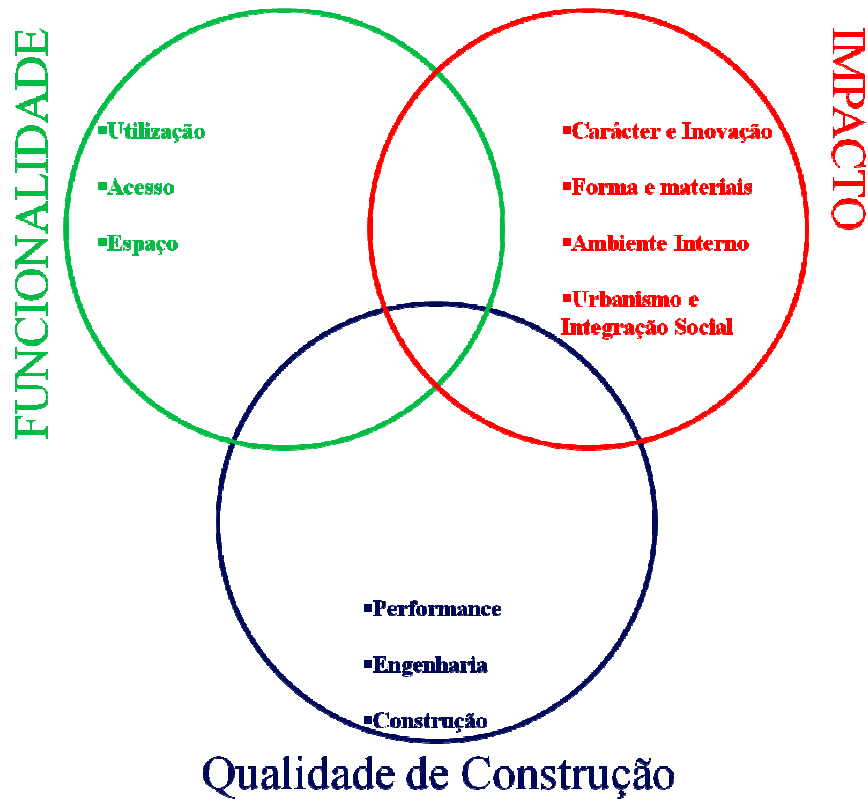 FUNCIONALIDADE
▪Utilização
▪Acesso
▪Espaço
IMPACTO
▪Carácter e Inovação
▪Forma e materiais
▪Ambiente Interno
▪Urbanismo e
Integração Social
▪Performance
▪Engenharia
▪Construção
Qualidade de Construção